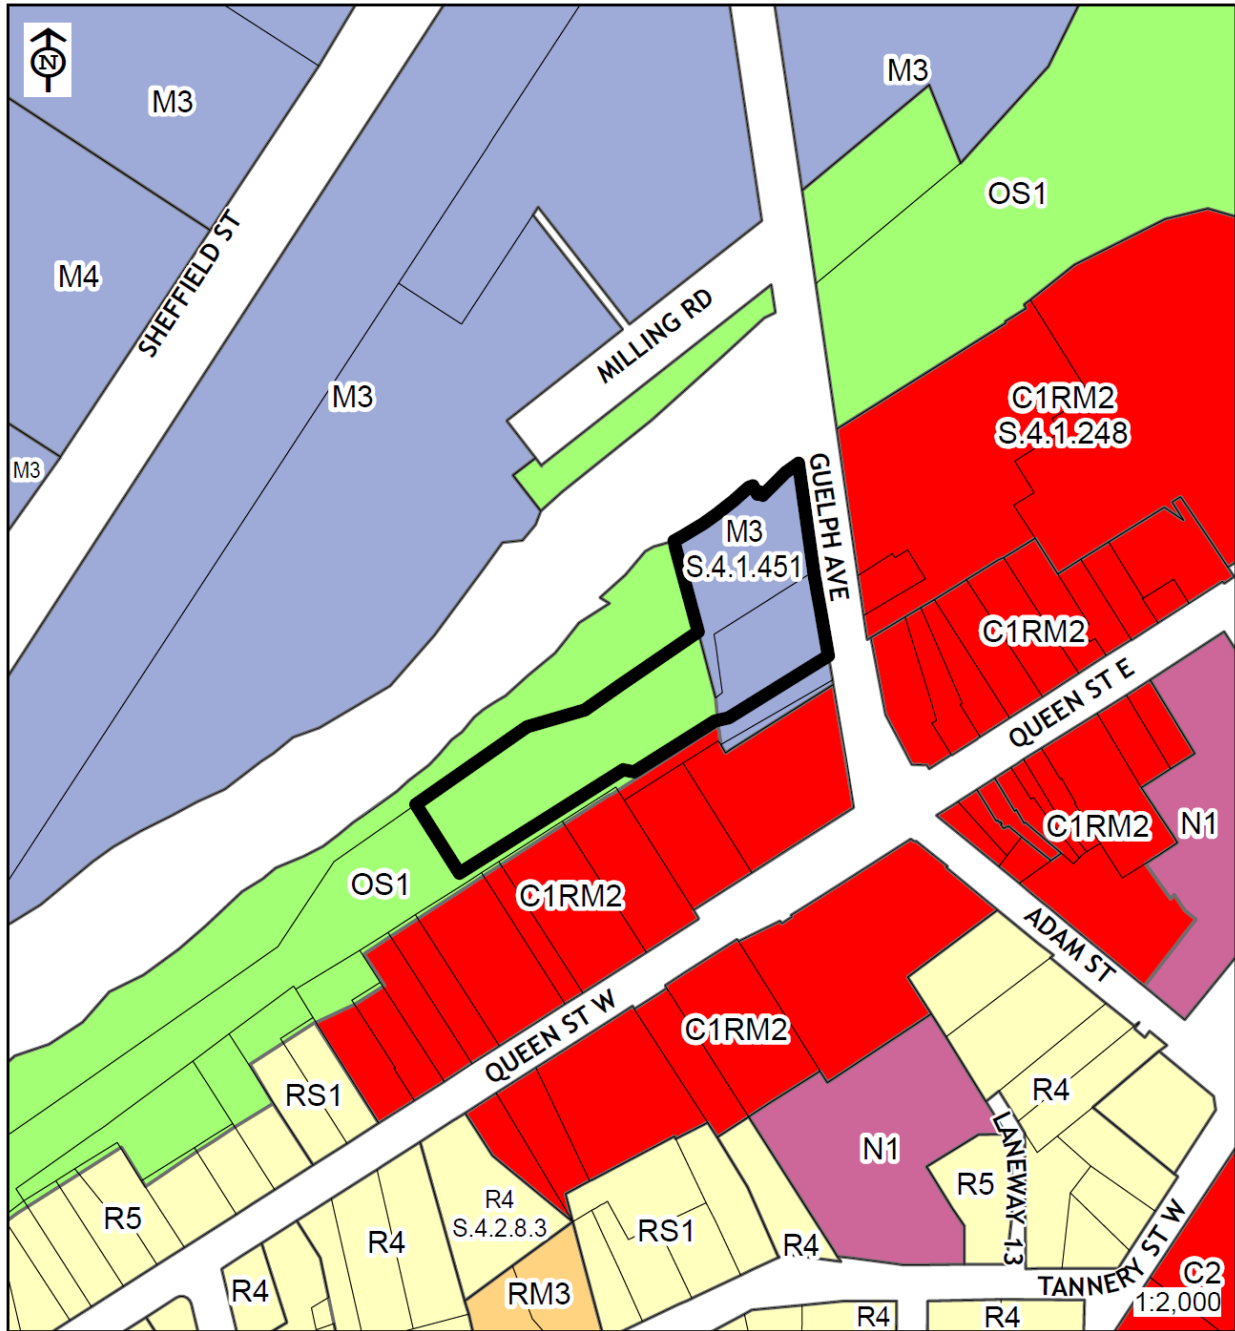 N
M3
M3
OS1
M4
SHEFFIELD ST
MILLING RD
M3
C1RM2
S.4.1.248
M3
GUELPH AVE
M3
S.4.1.451
C1RM2
QUEEN ST E
C1RM2
N1
OS1
C1RM2
ADAM ST
QUEEN ST W
C1RM2
RS1
R4
LANEWAY 13
N1
R5
R4
S.4.2.8.3
R5
R4
RS1
R4
TANNERY ST W
C2
1:2,000
R4
RM3
R4
R4